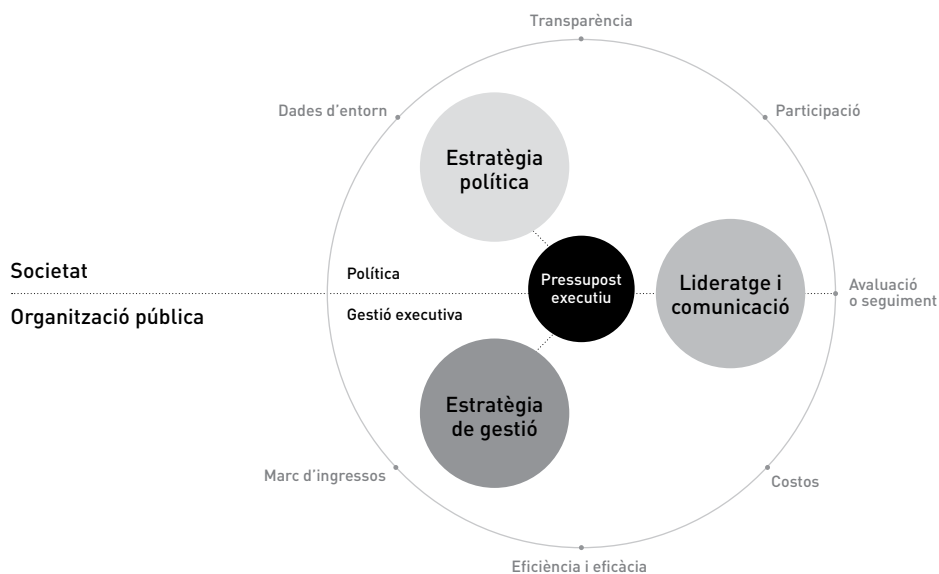 Transparència
Dades d'entorn
Participació
Estratègia
política
Societat
Política
Pressupost
executiu
Lideratge i
comunicació
Avaluació
o seguiment
Organització pública
Gestió executiva
Estratègia
de gestió
Marc d'ingressos
Costos
Eficiència i eficàcia